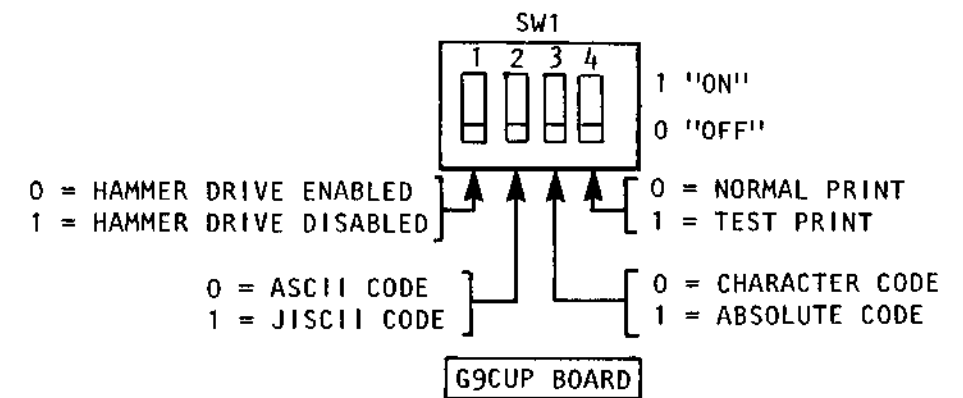 SW1
1 2 3 4
1 "ON"
0 "OFF"
0 = HAMMER DRIVE ENABLED
1 = HAMMER DRIVE DISABLED
0 = NORMAL PRINT
1 = TEST PRINT
0 = ASCII CODE
1 = JISCII CODE
0 = CHARACTER CODE
1 = ABSOLUTE CODE
G9CUP BOARD